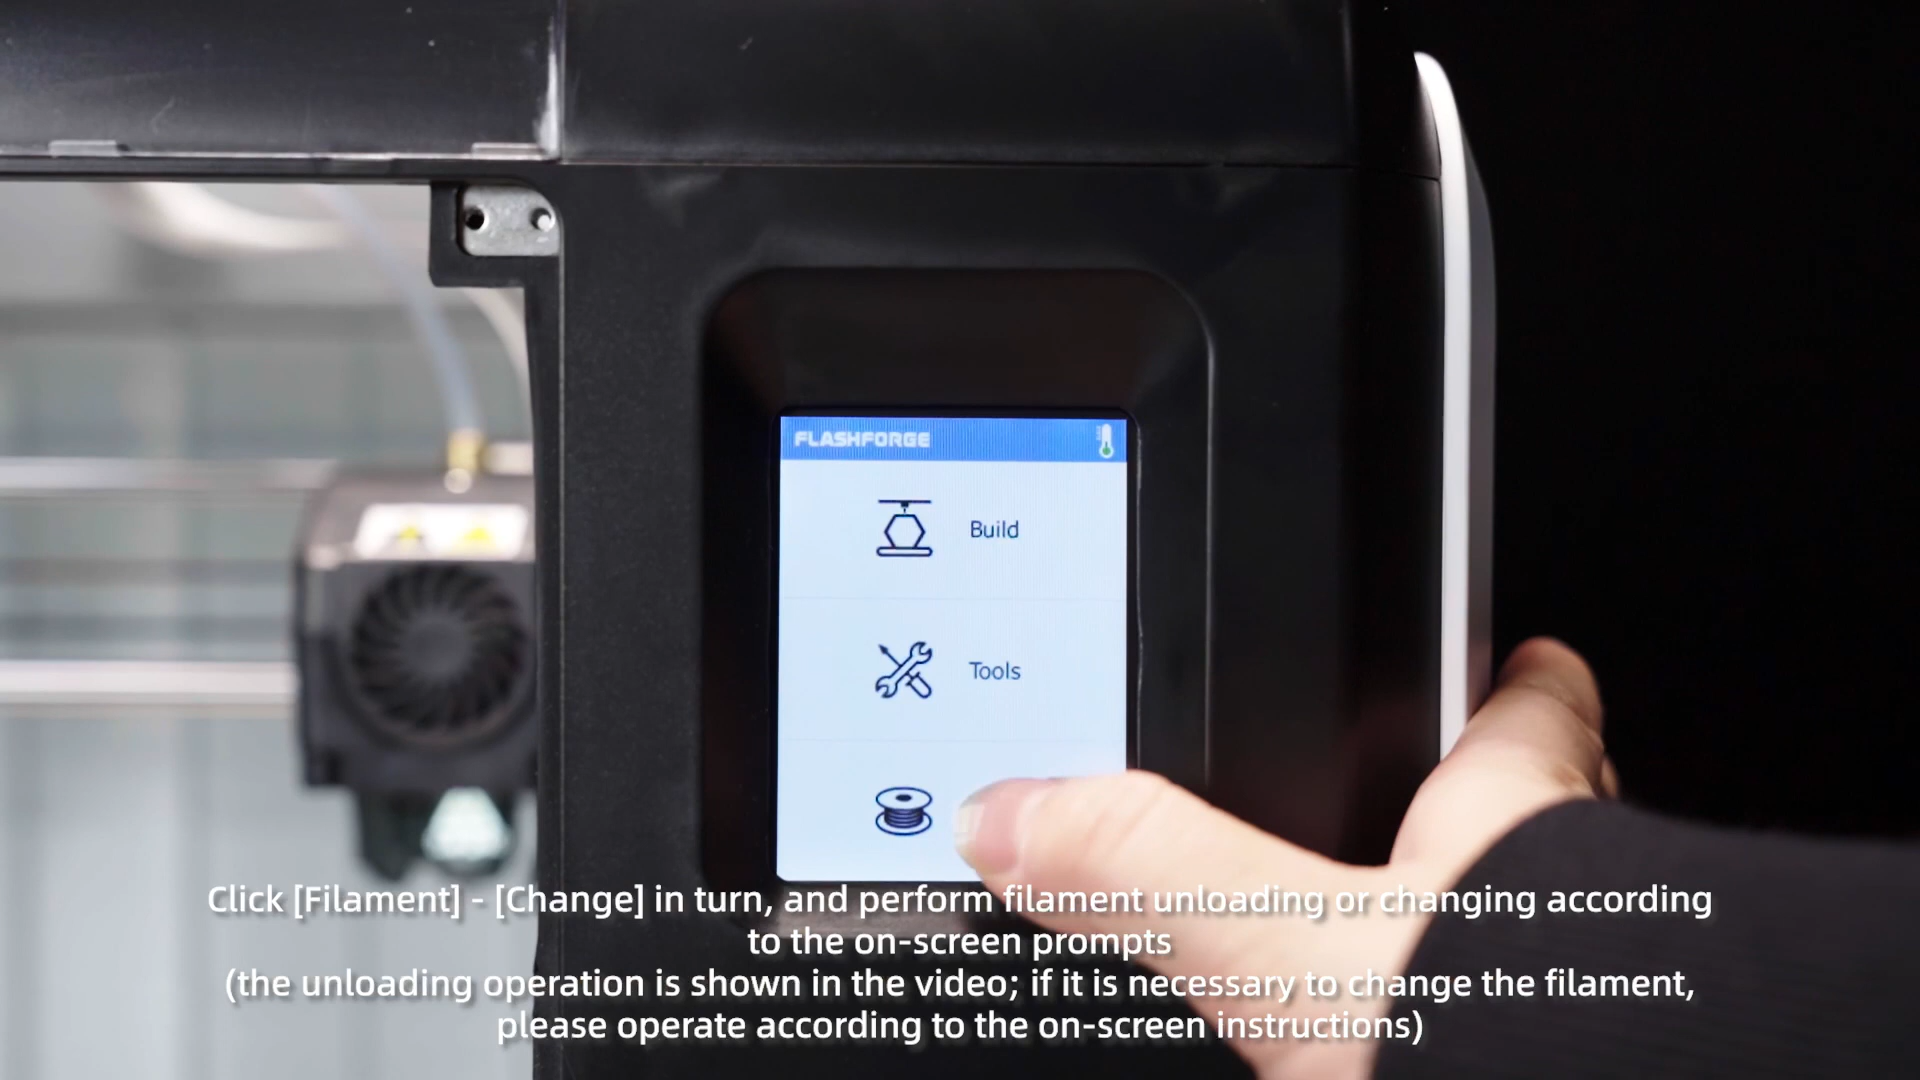 FLASHFORGE
Build
Tools
Click [Filament] - [Change] in turn, and perform filament unloading or changing according
to the on-screen prompts
(the unloading operation is shown in the video; if it is necessary to change the filament,
please operate according to the on-screen instructions)